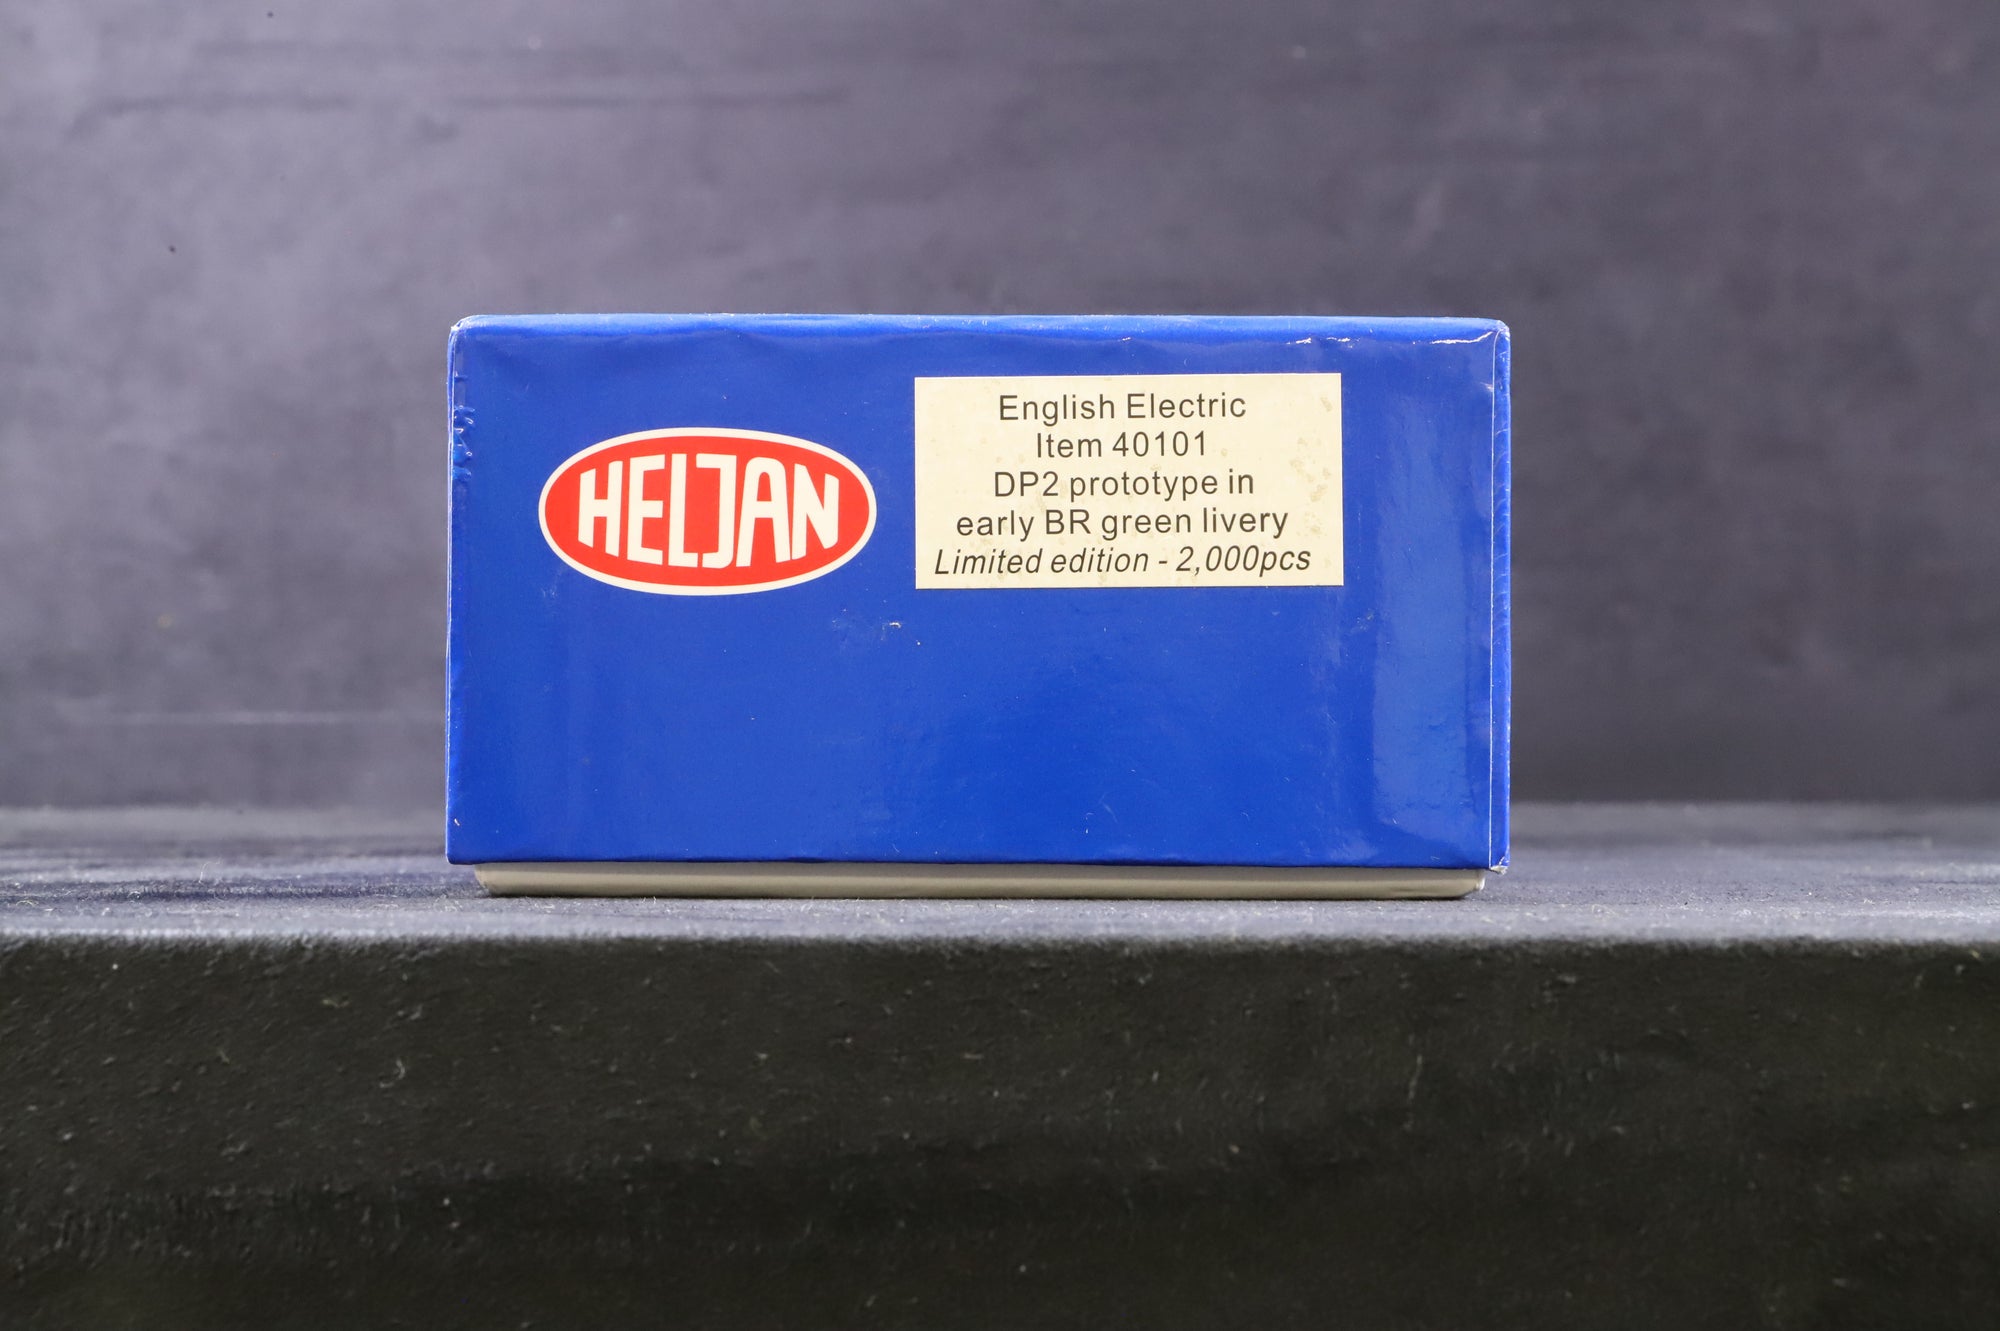 HELJAN
English Electric
Item 40101
DP2 prototype in
early BR green livery
Limited edition - 2,000pcs